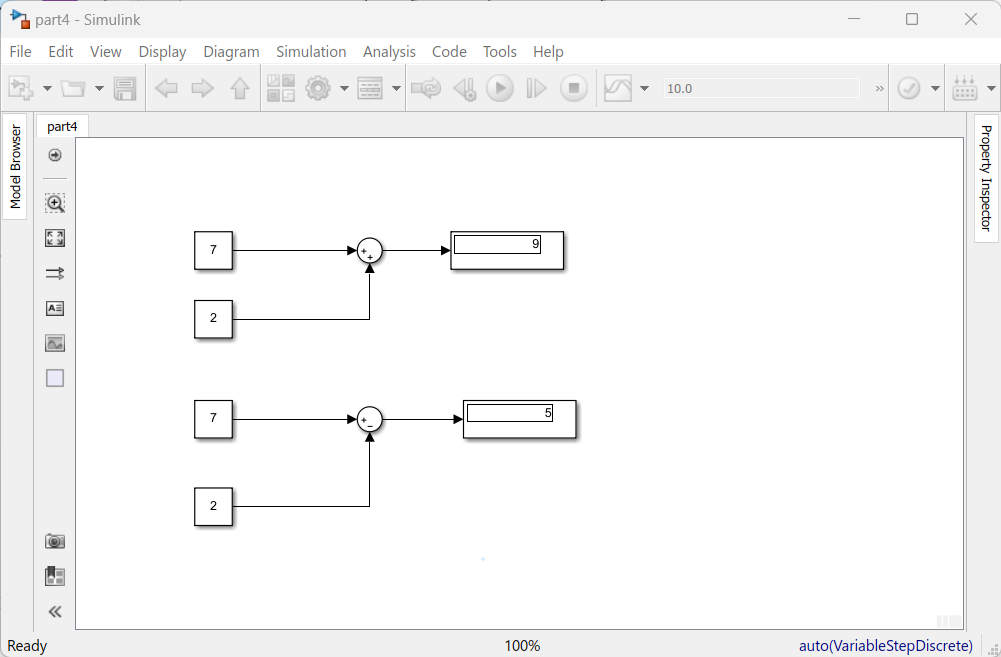 part4 - Simulink
File Edit View Display Diagram Simulation Analysis Code Tools Help
10.0 »
Model Browser
part4
Property Inspector
7
+
+
9
2
7
+
−
5
2
Ready 100% auto(VariableStepDiscrete)